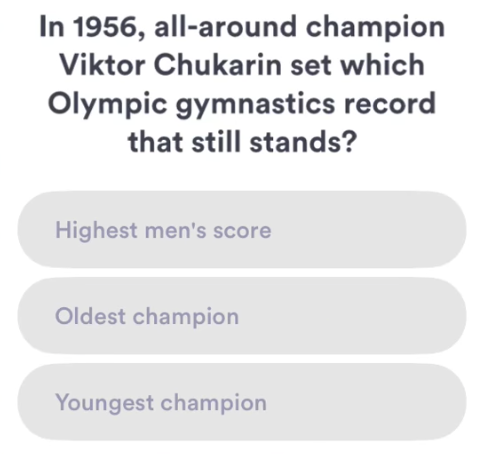 In 1956, all-around champion
Viktor Chukarin set which
Olympic gymnastics record
that still stands?
Highest men's score
Oldest champion
Youngest champion